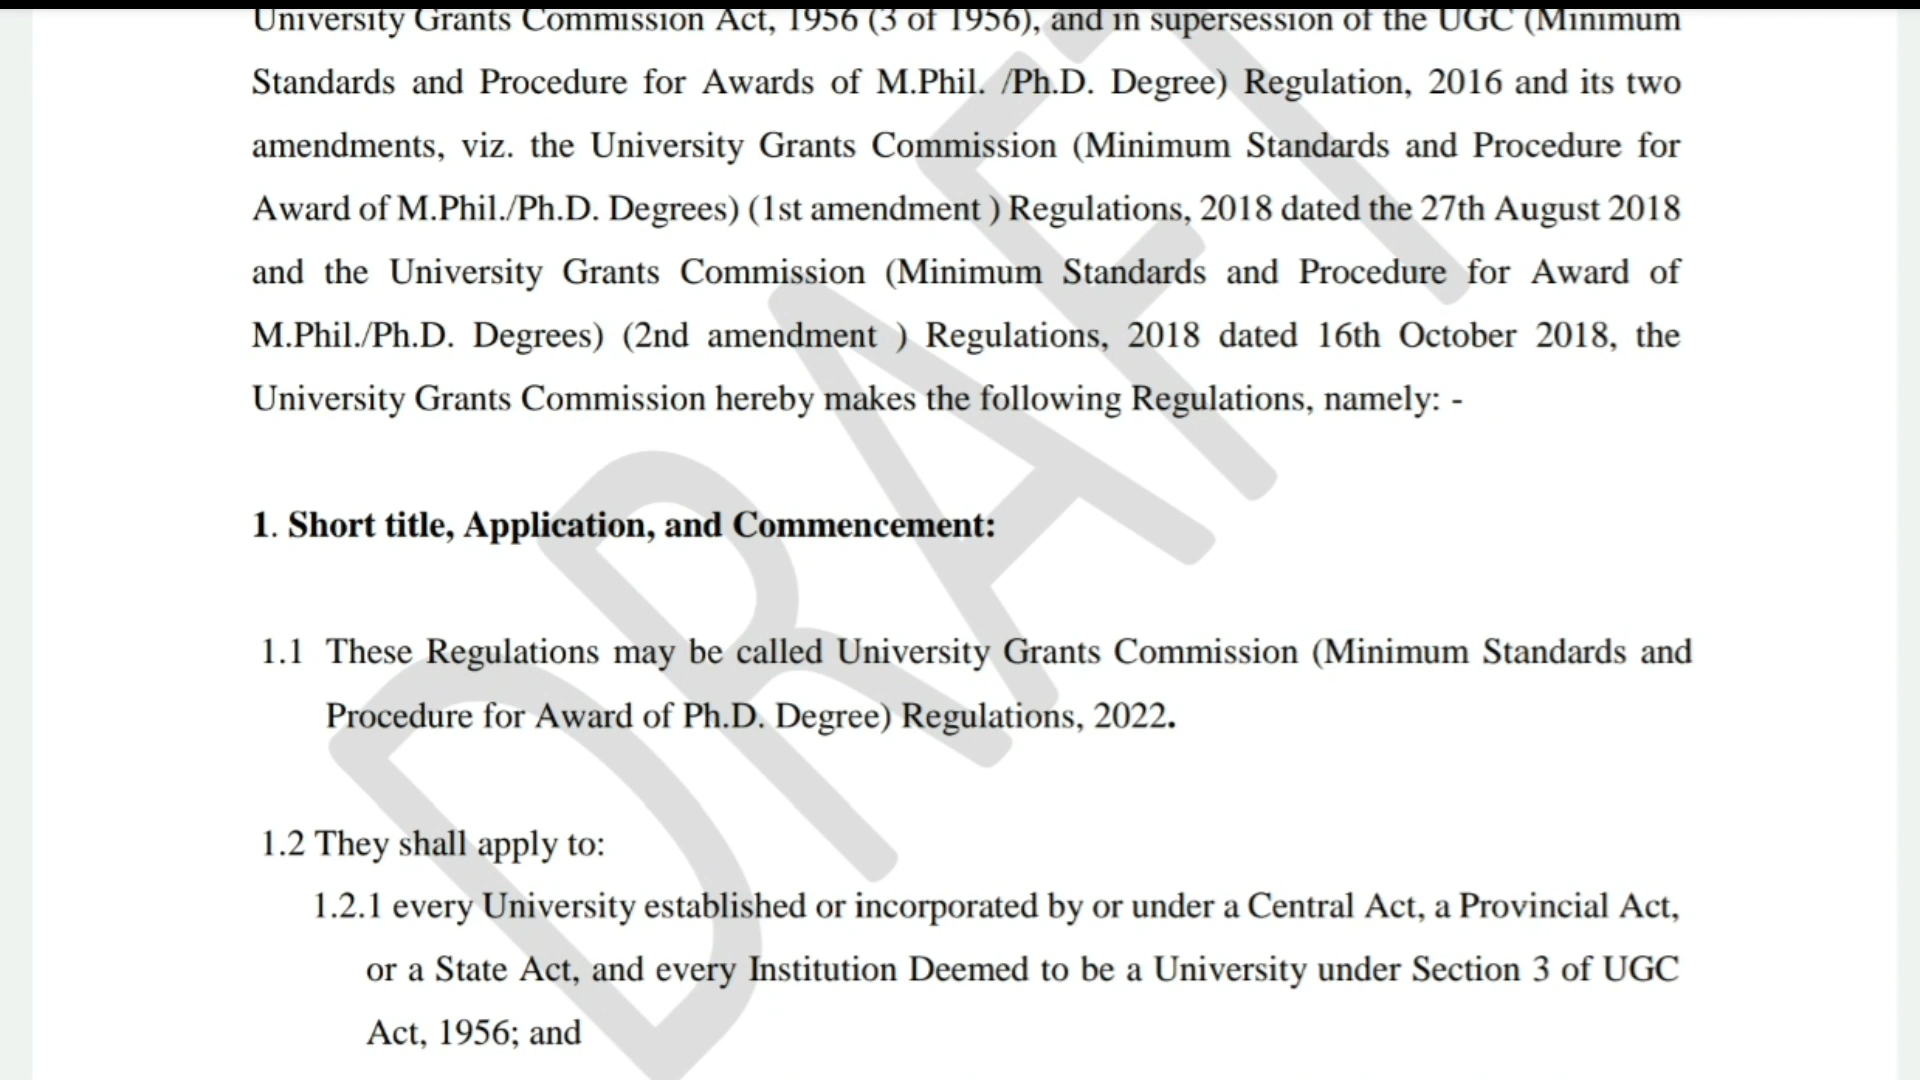 University Grants Commission Act, 1956 (3 of 1956), and in supersession of the UGC (Minimum
Standards and Procedure for Awards of M.Phil. /Ph.D. Degree) Regulation, 2016 and its two
amendments, viz. the University Grants Commission (Minimum Standards and Procedure for
Award of M.Phil./Ph.D. Degrees) (1st amendment ) Regulations, 2018 dated the 27th August 2018
and the University Grants Commission (Minimum Standards and Procedure for Award of
M.Phil./Ph.D. Degrees) (2nd amendment ) Regulations, 2018 dated 16th October 2018, the
University Grants Commission hereby makes the following Regulations, namely: -
1. Short title, Application, and Commencement:
1.1 These Regulations may be called University Grants Commission (Minimum Standards and
Procedure for Award of Ph.D. Degree) Regulations, 2022.
1.2 They shall apply to:
1.2.1 every University established or incorporated by or under a Central Act, a Provincial Act,
or a State Act, and every Institution Deemed to be a University under Section 3 of UGC
Act, 1956; and
DRAFT